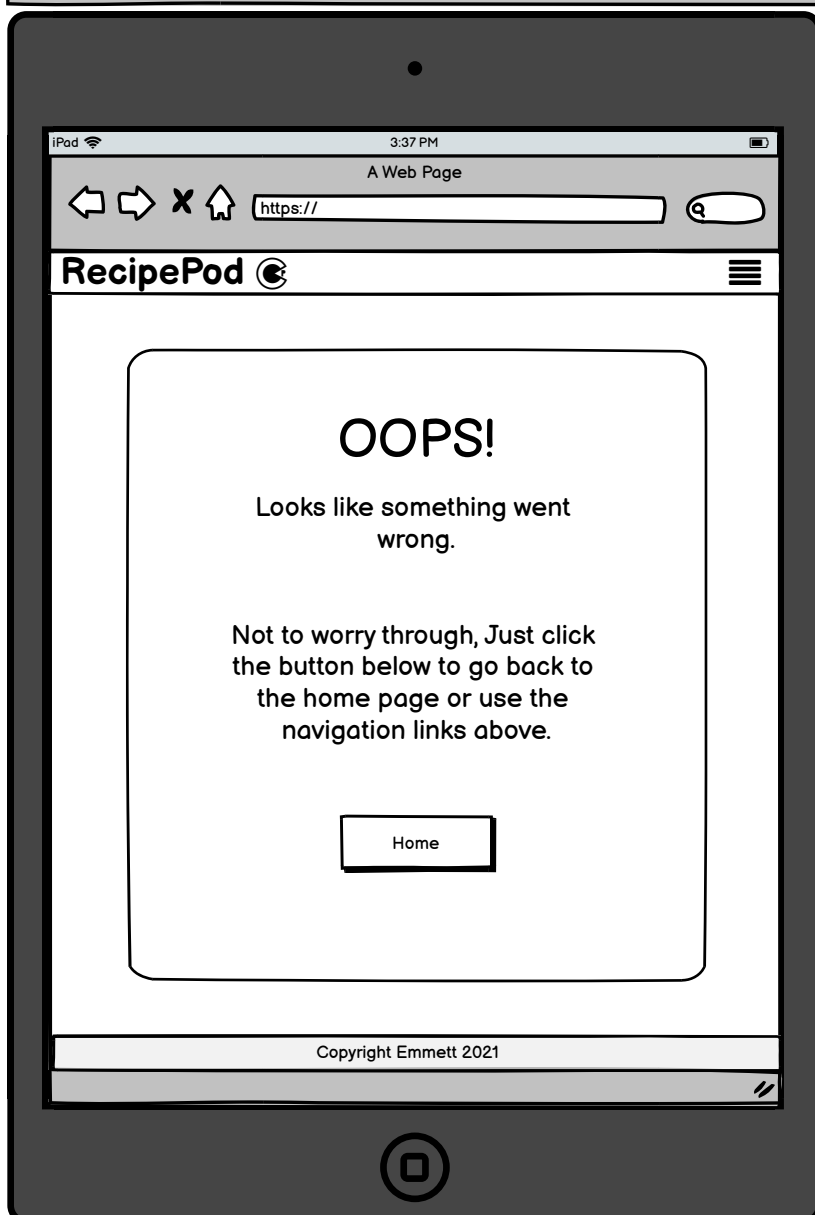 iPad 3:37 PM
A Web Page
https://
RecipePod
OOPS!
Looks like something went
wrong.
Not to worry through, Just click
the button below to go back to
the home page or use the
navigation links above.
Home
Copyright Emmett 2021